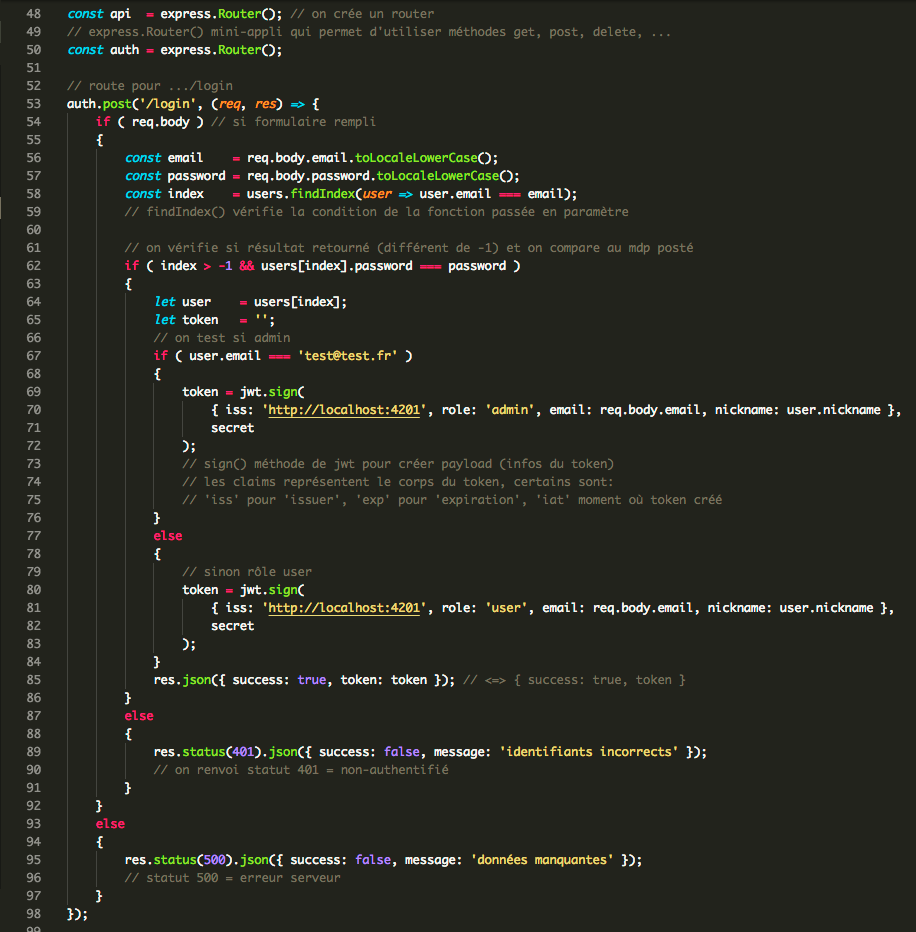 48 const api  = express.Router(); // on crée un router
49 // express.Router() mini-appli qui permet d'utiliser méthodes get, post, delete, ...
50 const auth = express.Router();
51
52 // route pour .../login
53 auth.post('/login', (req, res) => {
54     if ( req.body ) // si formulaire rempli
55     {
56         const email    = req.body.email.toLocaleLowerCase();
57         const password = req.body.password.toLocaleLowerCase();
58         const index    = users.findIndex(user => user.email === email);
59         // findIndex() vérifie la condition de la fonction passée en paramètre
60
61         // on vérifie si résultat retourné (différent de -1) et on compare au mdp posté
62         if ( index > -1 && users[index].password === password )
63         {
64             let user    = users[index];
65             let token   = '';
66             // on test si admin
67             if ( user.email === 'test@test.fr' )
68             {
69                 token = jwt.sign(
70                     { iss: 'http://localhost:4201', role: 'admin', email: req.body.email, nickname: user.nickname },
71                     secret
72                 );
73                 // sign() méthode de jwt pour créer payload (infos du token)
74                 // les claims représentent le corps du token, certains sont:
75                 // 'iss' pour 'issuer', 'exp' pour 'expiration', 'iat' moment où token créé
76             }
77             else
78             {
79                 // sinon rôle user
80                 token = jwt.sign(
81                     { iss: 'http://localhost:4201', role: 'user', email: req.body.email, nickname: user.nickname },
82                     secret
83                 );
84             }
85             res.json({ success: true, token: token }); // <=> { success: true, token }
86         }
87         else
88         {
89             res.status(401).json({ success: false, message: 'identifiants incorrects' });
90             // on renvoi statut 401 = non-authentifié
91         }
92     }
93     else
94     {
95         res.status(500).json({ success: false, message: 'données manquantes' });
96         // statut 500 = erreur serveur
97     }
98 });
99